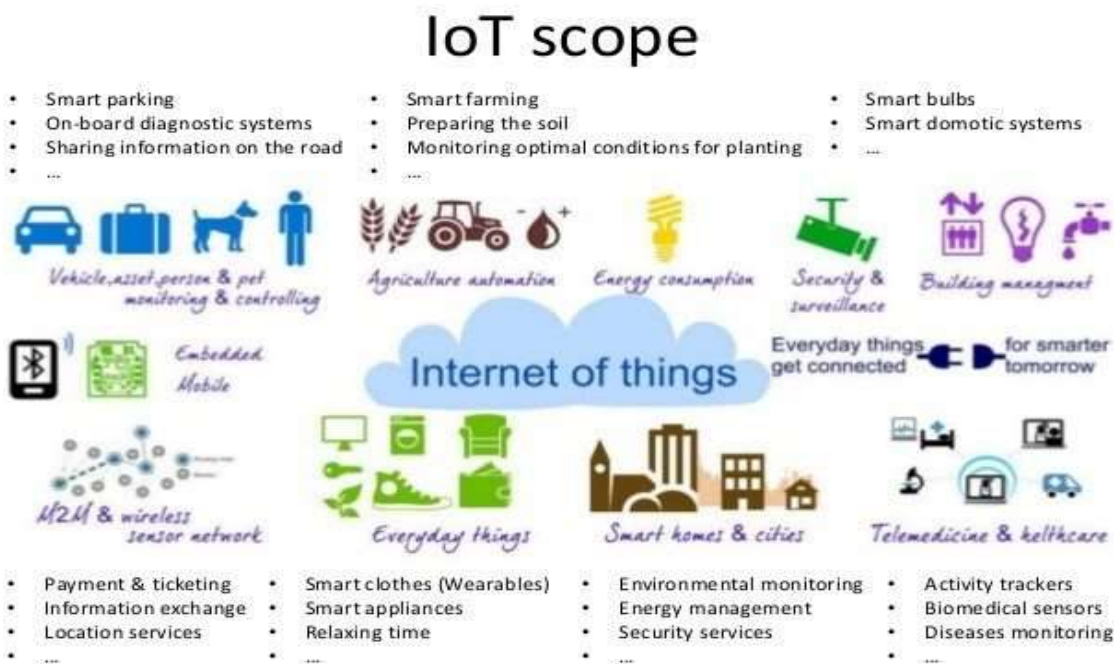 IoT scope
• Smart parking
• On-board diagnostic systems
• Sharing information on the road
• ...
• Smart farming
• Preparing the soil
• Monitoring optimal conditions for planting
• ...
• Smart bulbs
• Smart domotic systems
• ...
Vehicle, asset, person & pet
monitoring & controlling
Agriculture automation
Energy consumption
Security &
surveillance
Building managment
Embedded
Mobile
Internet of things
Everyday things
get connected
for smarter
tomorrow
M2M & wireless
sensor network
Everyday things
Smart homes & cities
Telemedicine & helthcare
• Payment & ticketing
• Information exchange
• Location services
• ...
• Smart clothes (Wearables)
• Smart appliances
• Relaxing time
• ...
• Environmental monitoring
• Energy management
• Security services
• ...
• Activity trackers
• Biomedical sensors
• Diseases monitoring
• ...